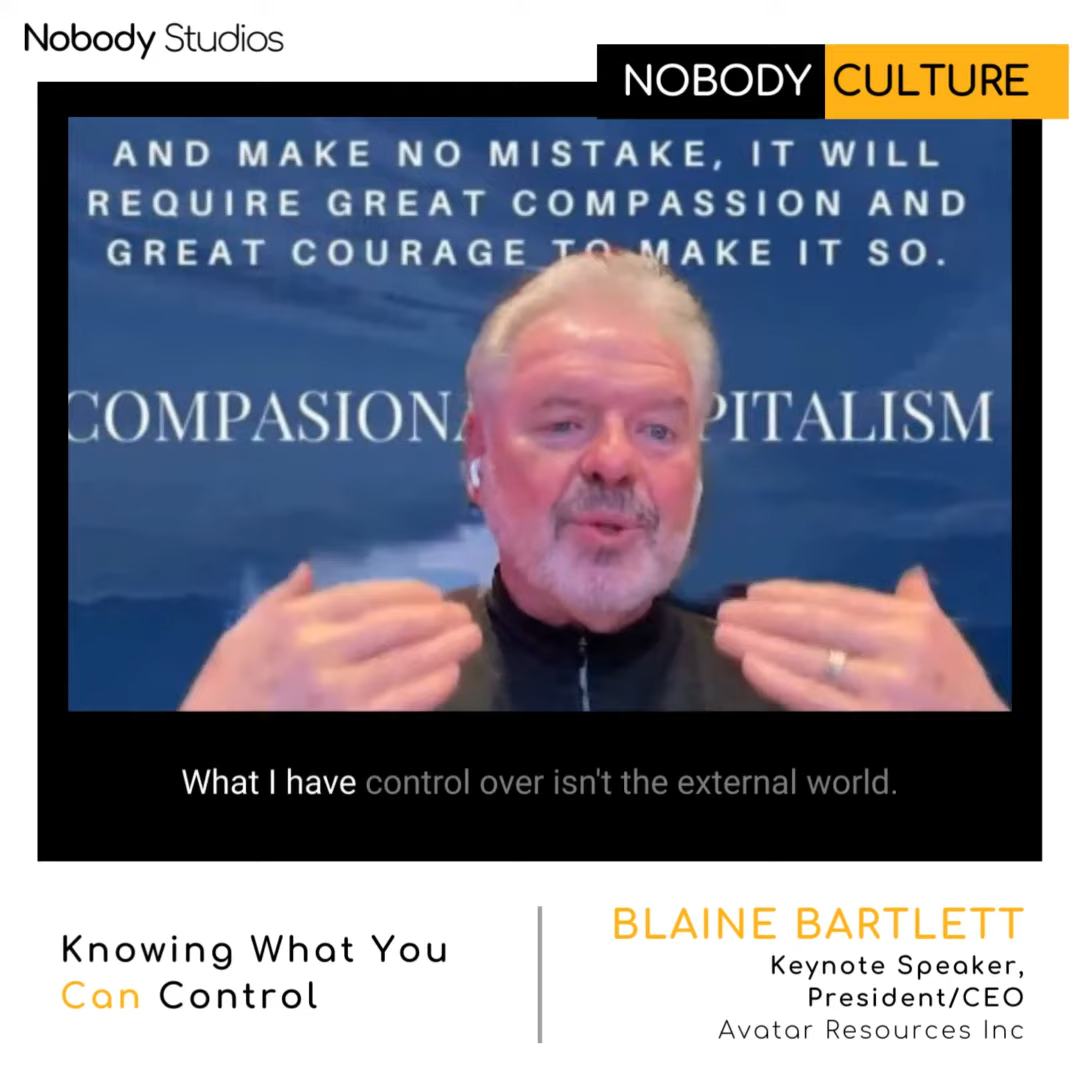 Nobody Studios
NOBODY CULTURE
AND MAKE NO MISTAKE, IT WILL
REQUIRE GREAT COMPASSION AND
GREAT COURAGE TO MAKE IT SO.
COMPASION PITALISM
What I have control over isn't the external world.
Knowing What You
Can Control
BLAINE BARTLETT
Keynote Speaker,
President/CEO
Avatar Resources Inc